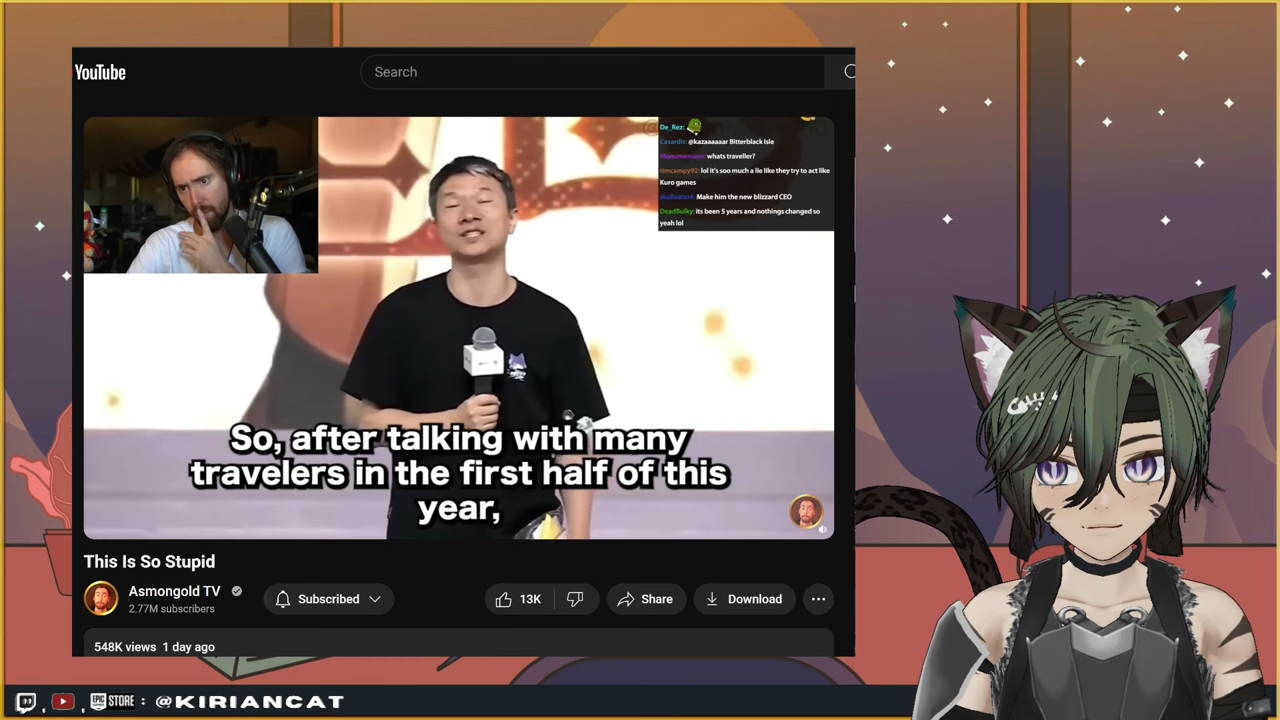 YouTube
Search
De_Rez:
Casardis: @kazaaaaaar Bitterblack Isle
whats traveller?
timcampy92: lol it's soo much a lie like they try to act like
Kuro games
Make him the new blizzard CEO
DeadBulky: its been 5 years and nothings changed so
yeah lol
So, after talking with many
travelers in the first half of this
year,
This Is So Stupid
Asmongold TV
2.77M subscribers
Subscribed
13K
Share
Download
548K views 1 day ago
EPIC STORE : @KIRIANCAT